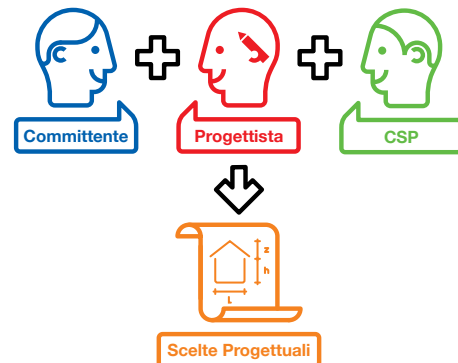 Committente
Progettista
CSP
z
h
L
Scelte Progettuali